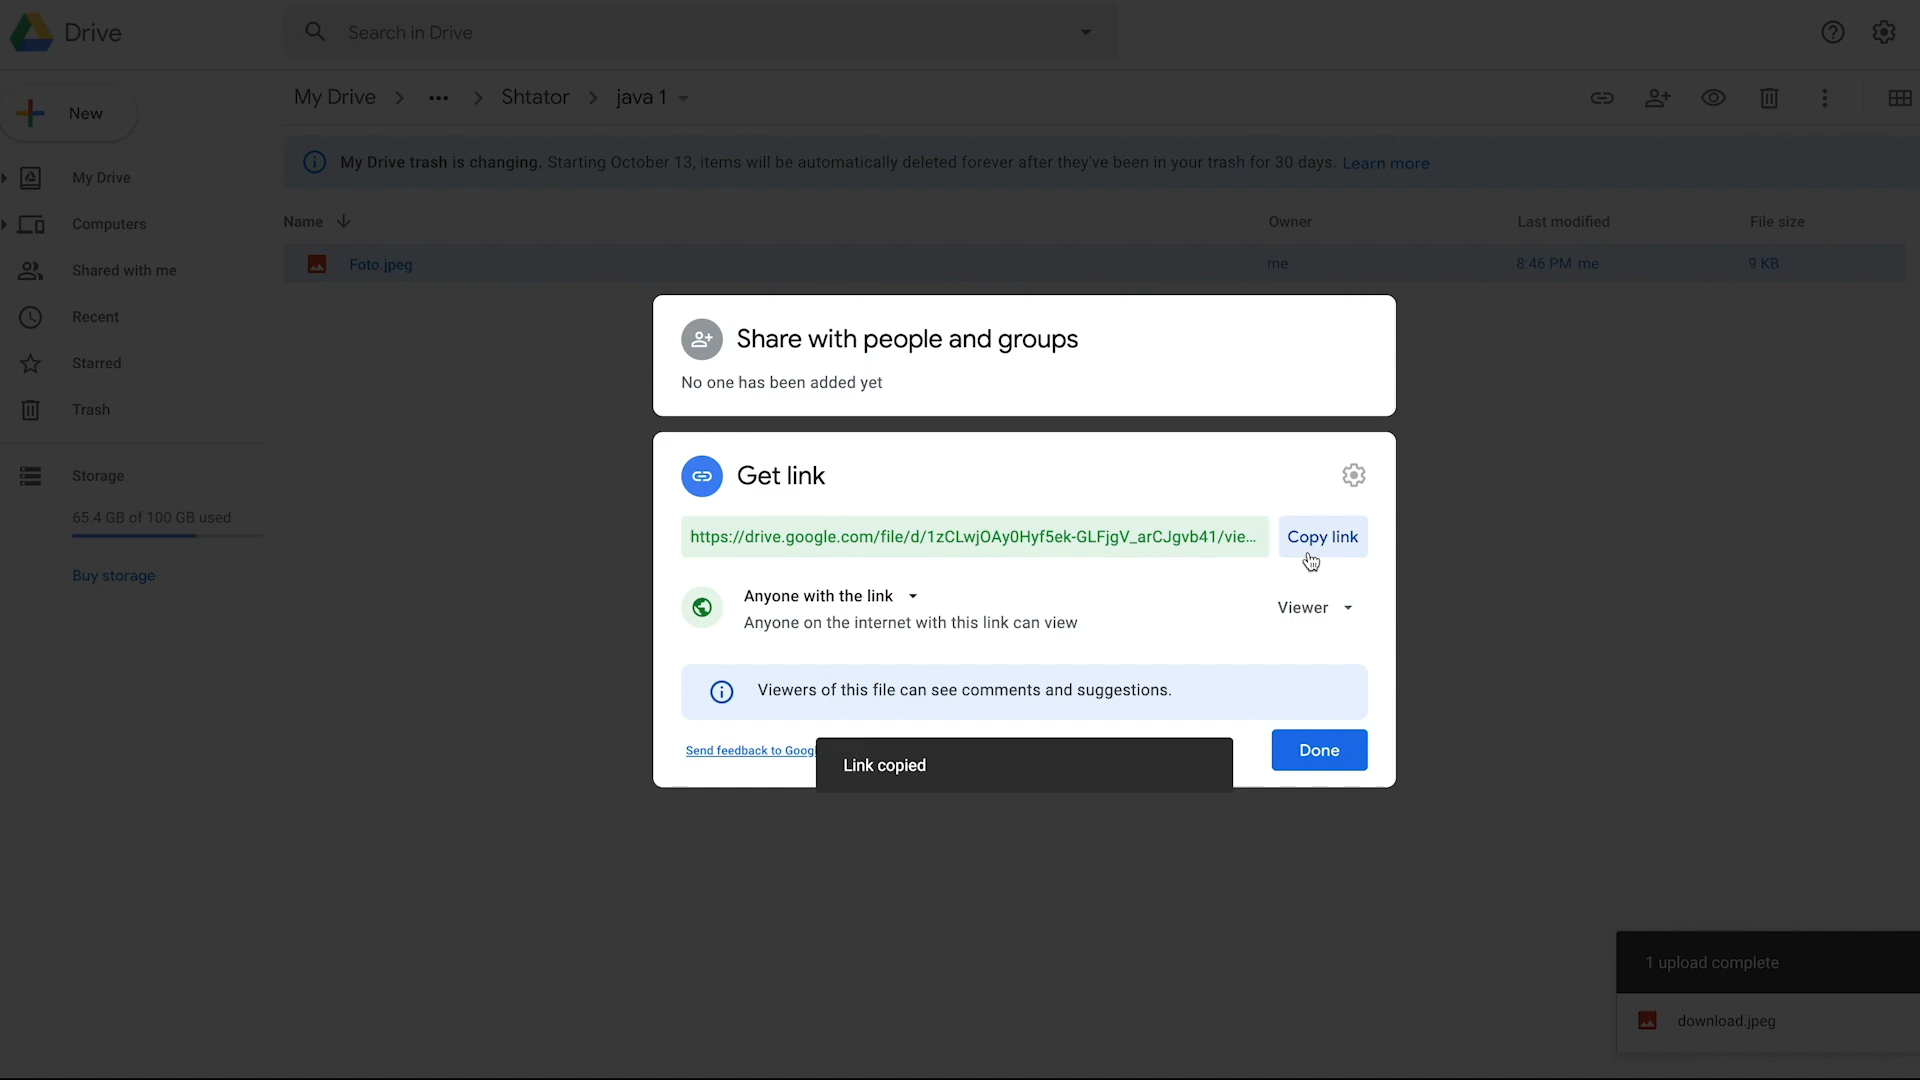 Drive
Search in Drive
New
My Drive
Computers
Shared with me
Recent
Starred
Trash
Storage
65.4 GB of 100 GB used
Buy storage
My Drive > ••• > Shtator > java 1
My Drive trash is changing. Starting October 13, items will be automatically deleted forever after they've been in your trash for 30 days. Learn more
Name Owner Last modified File size
Foto.jpeg me 8:46 PM me 9 KB
Share with people and groups
No one has been added yet
Get link
https://drive.google.com/file/d/1zCLwjOAy0Hyf5ek-GLFjgV_arCJgvb41/vie... Copy link
Anyone with the link
Anyone on the internet with this link can view
Viewer
Viewers of this file can see comments and suggestions.
Send feedback to Googl
Link copied
Done
1 upload complete
download.jpeg